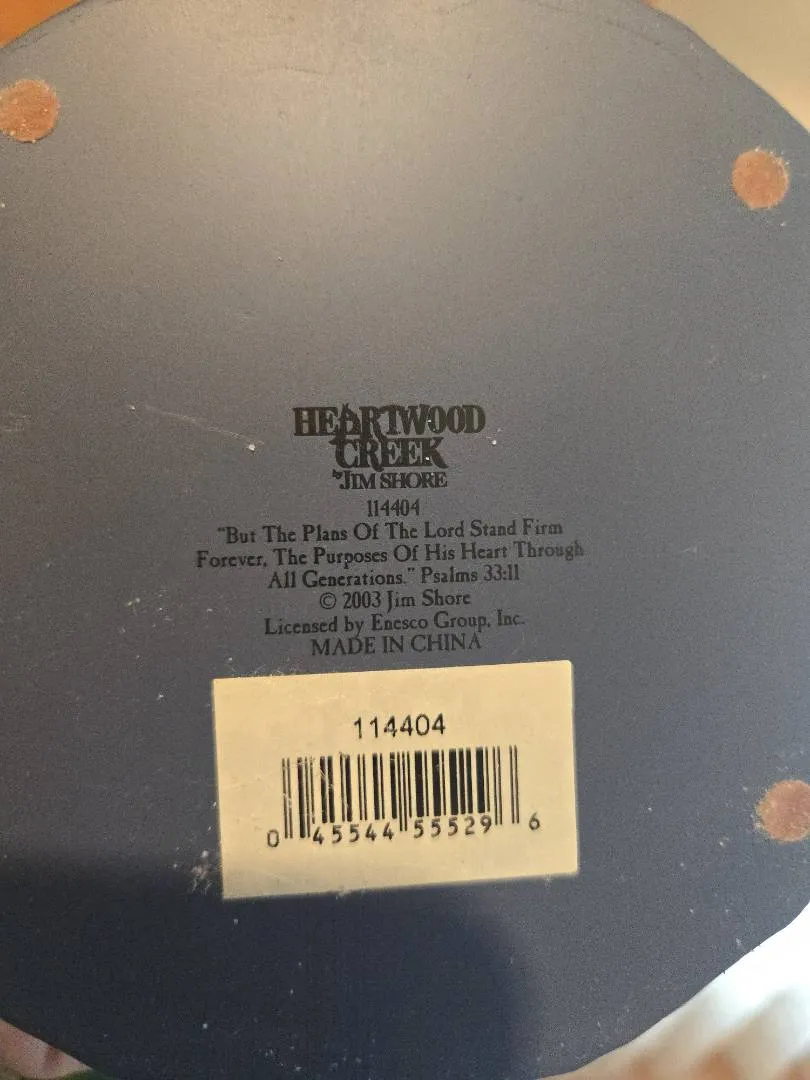 HEARTWOOD
CREEK
by JIM SHORE
114404
"But The Plans Of The Lord Stand Firm
Forever, The Purposes Of His Heart Through
All Generations." Psalms 33:11
© 2003 Jim Shore
Licensed by Enesco Group, Inc.
MADE IN CHINA
114404
0 45544 55529 6